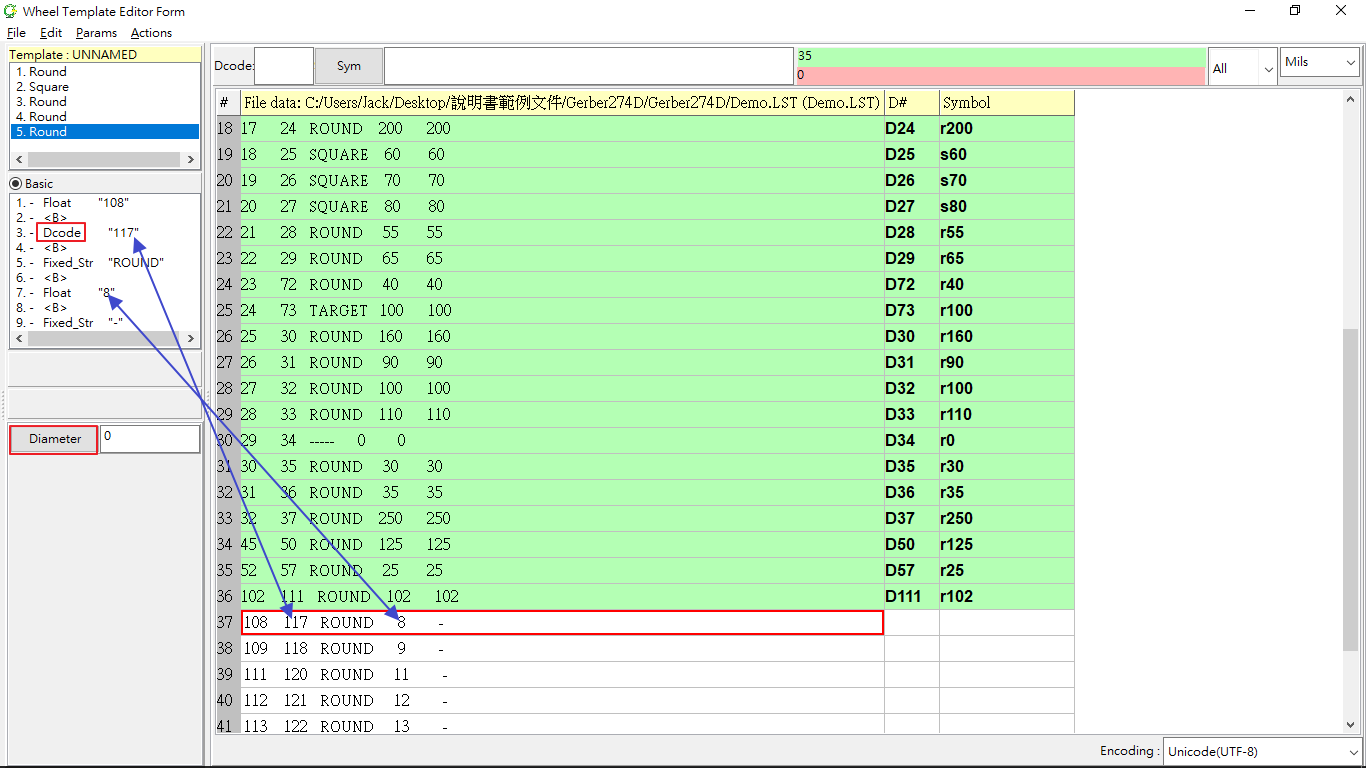 Wheel Template Editor Form
File Edit Params Actions
Template : UNNAMED
1. Round
2. Square
3. Round
4. Round
5. Round
Basic
1. - Float "108"
2. - <B>
3. - Dcode "117"
4. - <B>
5. - Fixed_Str "ROUND"
6. - <B>
7. - Float "8"
8. - <B>
9. - Fixed_Str "-"
Diameter 0
Dcode: Sym 35 All Mils
0
# File data: C:/Users/Jack/Desktop/說明書範例文件/Gerber274D/Gerber274D/Demo.LST (Demo.LST) D# Symbol
18 17 24 ROUND 200 200 D24 r200
19 18 25 SQUARE 60 60 D25 s60
20 19 26 SQUARE 70 70 D26 s70
21 20 27 SQUARE 80 80 D27 s80
22 21 28 ROUND 55 55 D28 r55
23 22 29 ROUND 65 65 D29 r65
24 23 72 ROUND 40 40 D72 r40
25 24 73 TARGET 100 100 D73 r100
26 25 30 ROUND 160 160 D30 r160
27 26 31 ROUND 90 90 D31 r90
28 27 32 ROUND 100 100 D32 r100
29 28 33 ROUND 110 110 D33 r110
30 29 34 ----- 0 0 D34 r0
31 30 35 ROUND 30 30 D35 r30
32 31 36 ROUND 35 35 D36 r35
33 32 37 ROUND 250 250 D37 r250
34 45 50 ROUND 125 125 D50 r125
35 52 57 ROUND 25 25 D57 r25
36 102 111 ROUND 102 102 D111 r102
37 108 117 ROUND 8 -
38 109 118 ROUND 9 -
39 111 120 ROUND 11 -
40 112 121 ROUND 12 -
41 113 122 ROUND 13 -
Encoding : Unicode(UTF-8)